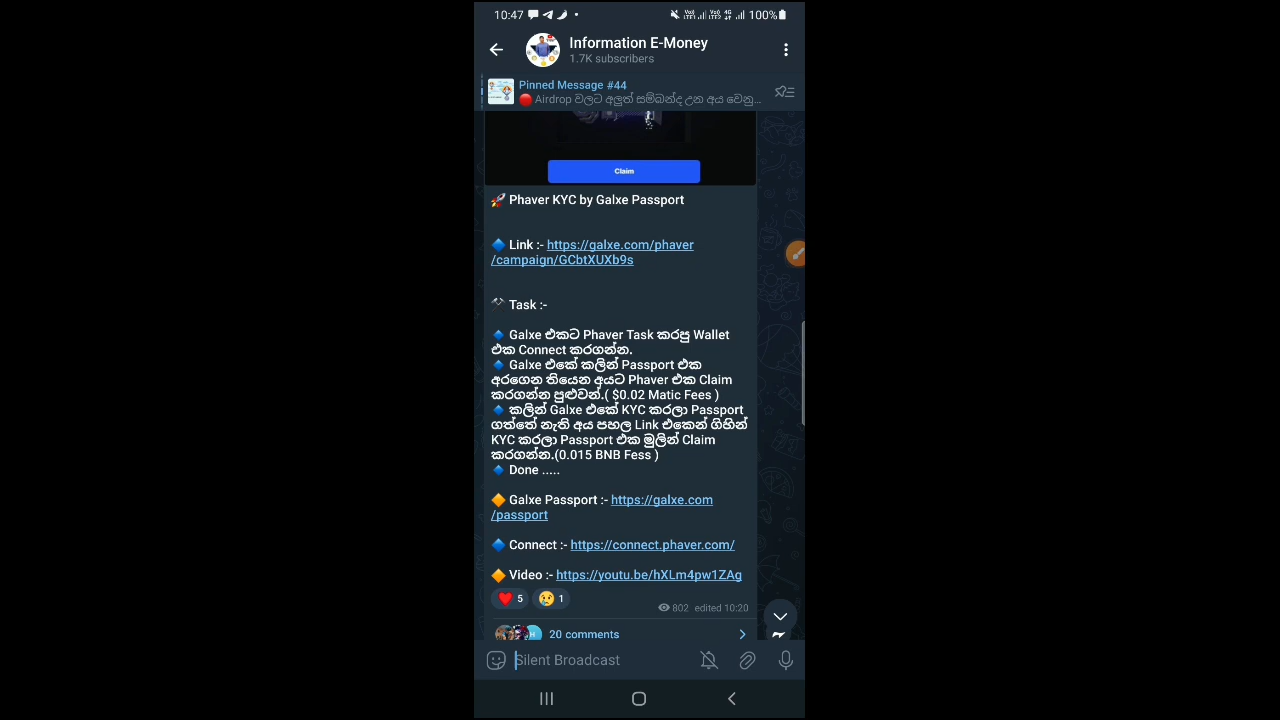 10:47
100%
Information E-Money
1.7K subscribers
Pinned Message #44
🔴 Airdrop වලට අලුත් සම්බන්ද උන අය වෙනු...
Claim
🚀 Phaver KYC by Galxe Passport
🔷 Link :- https://galxe.com/phaver
/campaign/GCbtXUXb9s
⚒ Task :-
🔹 Galxe එකට Phaver Task කරපු Wallet
එක Connect කරගන්න.
🔹 Galxe එකේ කලින් Passport එක
අරගෙන තියෙන අයට Phaver එක Claim
කරගන්න පුළුවන්.( $0.02 Matic Fees )
🔹 කලින් Galxe එකේ KYC කරලා Passport
ගත්තේ නැති අය පහල Link එකෙන් ගිහින්
KYC කරලා Passport එක මුලින් Claim
කරගන්න.(0.015 BNB Fess )
🔹 Done .....
🔶 Galxe Passport :- https://galxe.com
/passport
🔷 Connect :- https://connect.phaver.com/
🔶 Video :- https://youtu.be/hXLm4pw1ZAg
❤ 5 😢 1
802 edited 10:20
20 comments
Silent Broadcast